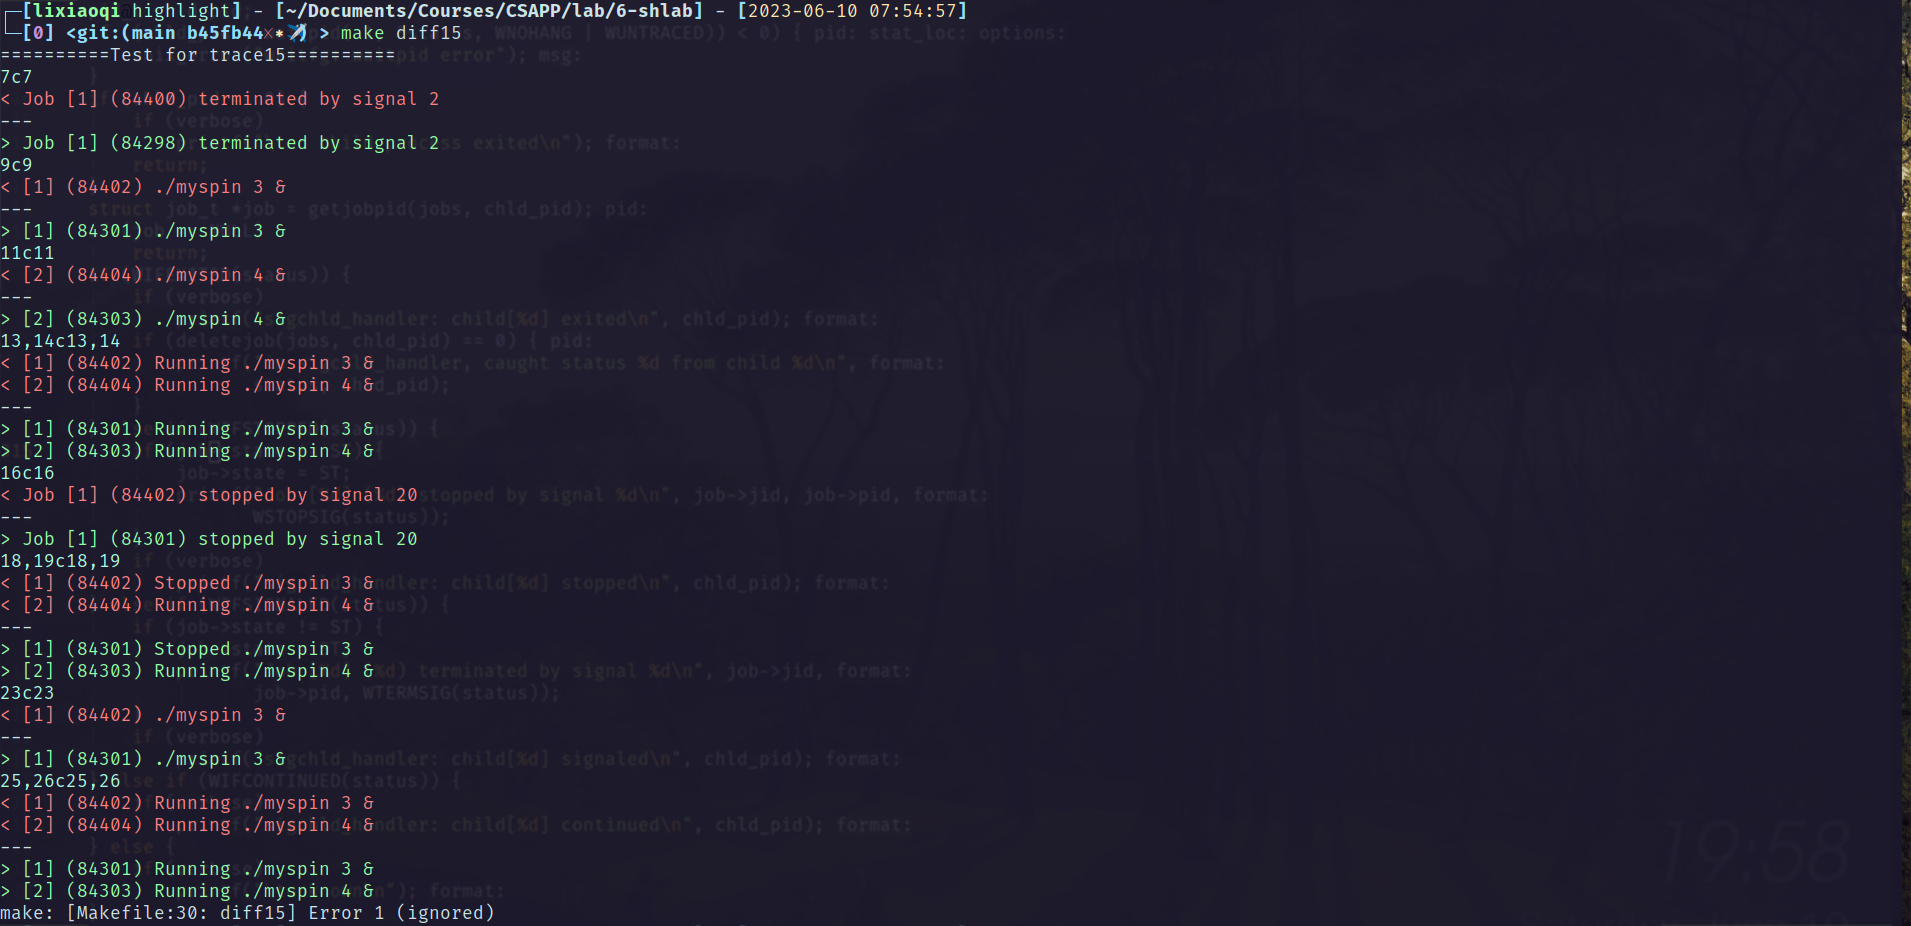 ┌─[lixiaoqi highlight] - [~/Documents/Courses/CSAPP/lab/6-shlab] - [2023-06-10 07:54:57]
└─[0] <git:(main b45fb44✗✱✈) > make diff15
==========Test for trace15==========
7c7
< Job [1] (84400) terminated by signal 2
---
> Job [1] (84298) terminated by signal 2
9c9
< [1] (84402) ./myspin 3 &
---
> [1] (84301) ./myspin 3 &
11c11
< [2] (84404) ./myspin 4 &
---
> [2] (84303) ./myspin 4 &
13,14c13,14
< [1] (84402) Running ./myspin 3 &
< [2] (84404) Running ./myspin 4 &
---
> [1] (84301) Running ./myspin 3 &
> [2] (84303) Running ./myspin 4 &
16c16
< Job [1] (84402) stopped by signal 20
---
> Job [1] (84301) stopped by signal 20
18,19c18,19
< [1] (84402) Stopped ./myspin 3 &
< [2] (84404) Running ./myspin 4 &
---
> [1] (84301) Stopped ./myspin 3 &
> [2] (84303) Running ./myspin 4 &
23c23
< [1] (84402) ./myspin 3 &
---
> [1] (84301) ./myspin 3 &
25,26c25,26
< [1] (84402) Running ./myspin 3 &
< [2] (84404) Running ./myspin 4 &
---
> [1] (84301) Running ./myspin 3 &
> [2] (84303) Running ./myspin 4 &
make: [Makefile:30: diff15] Error 1 (ignored)
19:58